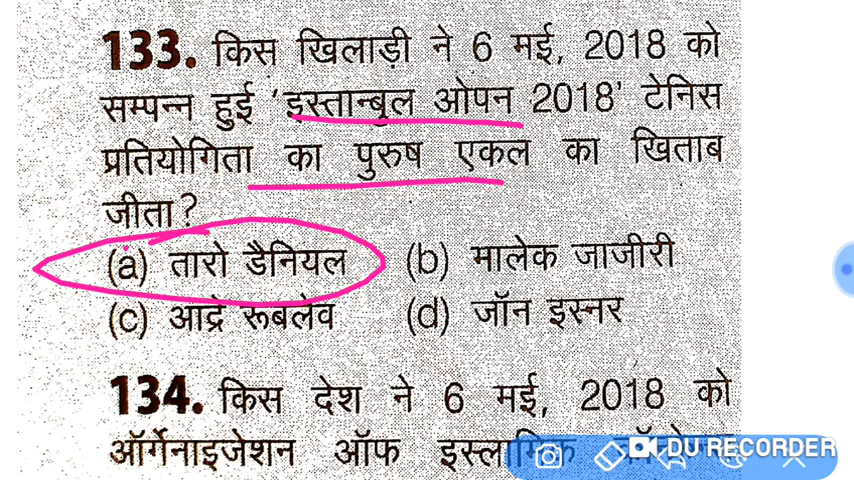 133. किस खिलाड़ी ने 6 मई, 2018 को
सम्पन्न हुई 'इस्तान्बूल ओपन 2018' टेनिस
प्रतियोगिता का पुरुष एकल का खिताब
जीता?
(a) तारो डैनियल (b) मालेक जाजीरी
(c) आद्रे रूबलेव (d) जॉन इस्नर
134. किस देश ने 6 मई, 2018 को
ऑर्गेनाइजेशन ऑफ इस्लामिक
DU RECORDER